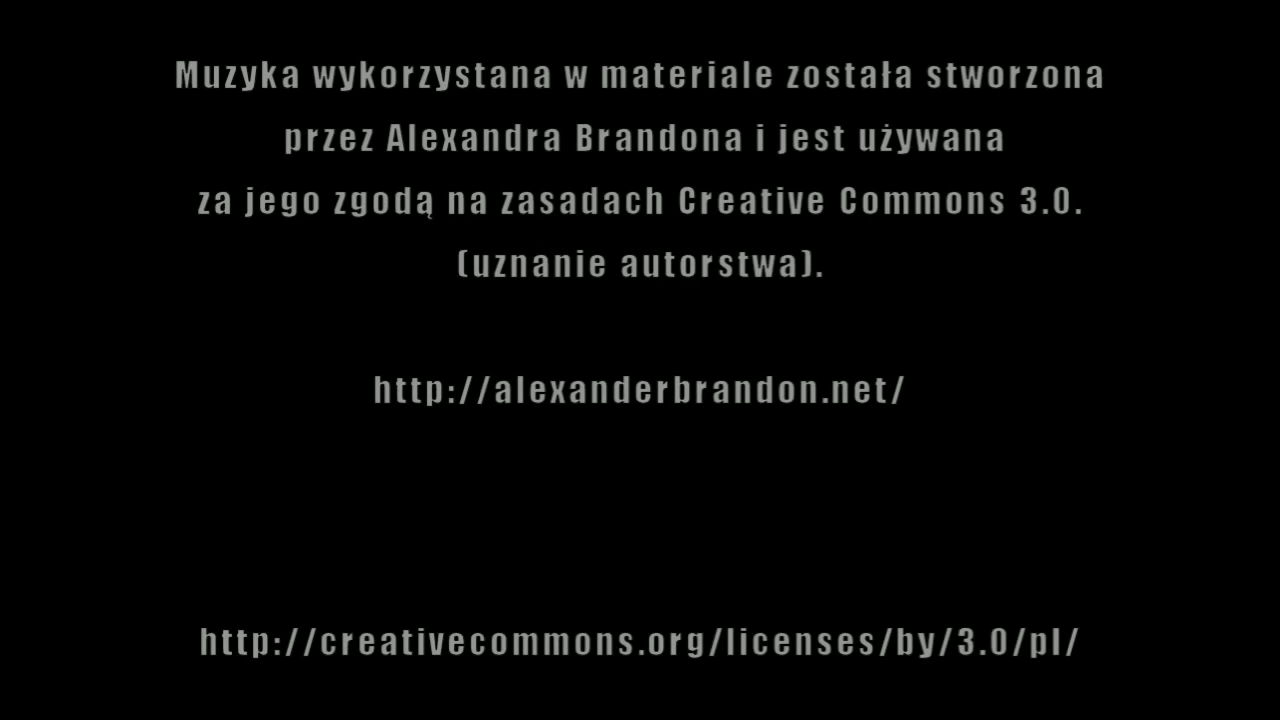 Muzyka wykorzystana w materiale została stworzona
przez Alexandra Brandona i jest używana
za jego zgodą na zasadach Creative Commons 3.0.
(uznanie autorstwa).
http://alexanderbrandon.net/
http://creativecommons.org/licenses/by/3.0/pl/